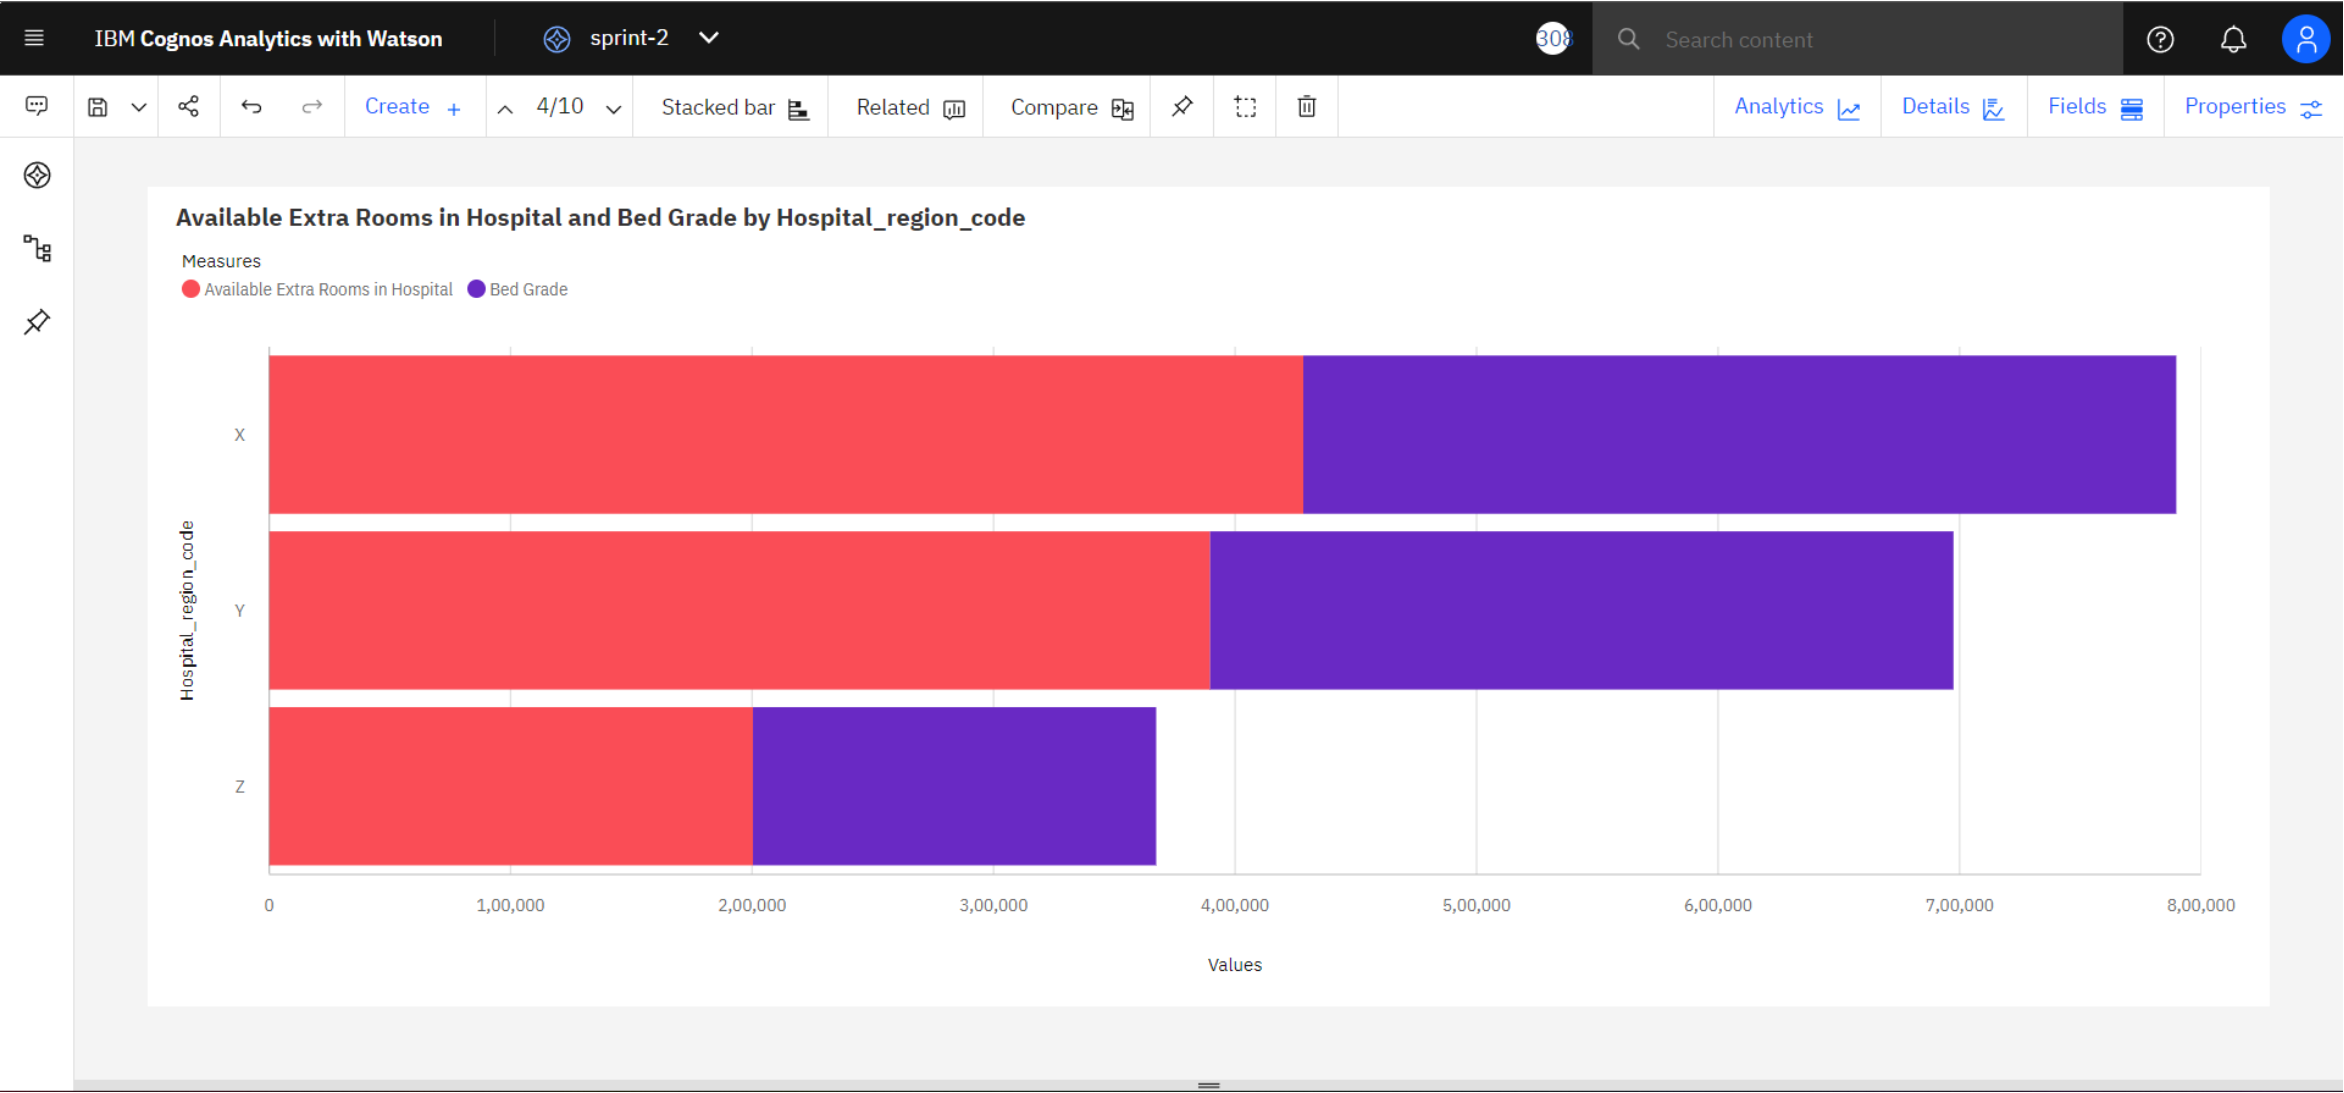 IBM Cognos Analytics with Watson
sprint-2
308
Search content
Create +
4/10
Stacked bar
Related
Compare
Analytics
Details
Fields
Properties
Available Extra Rooms in Hospital and Bed Grade by Hospital_region_code
Measures
Available Extra Rooms in Hospital Bed Grade
Hospital_region_code
X
Y
Z
0 1,00,000 2,00,000 3,00,000 4,00,000 5,00,000 6,00,000 7,00,000 8,00,000
Values